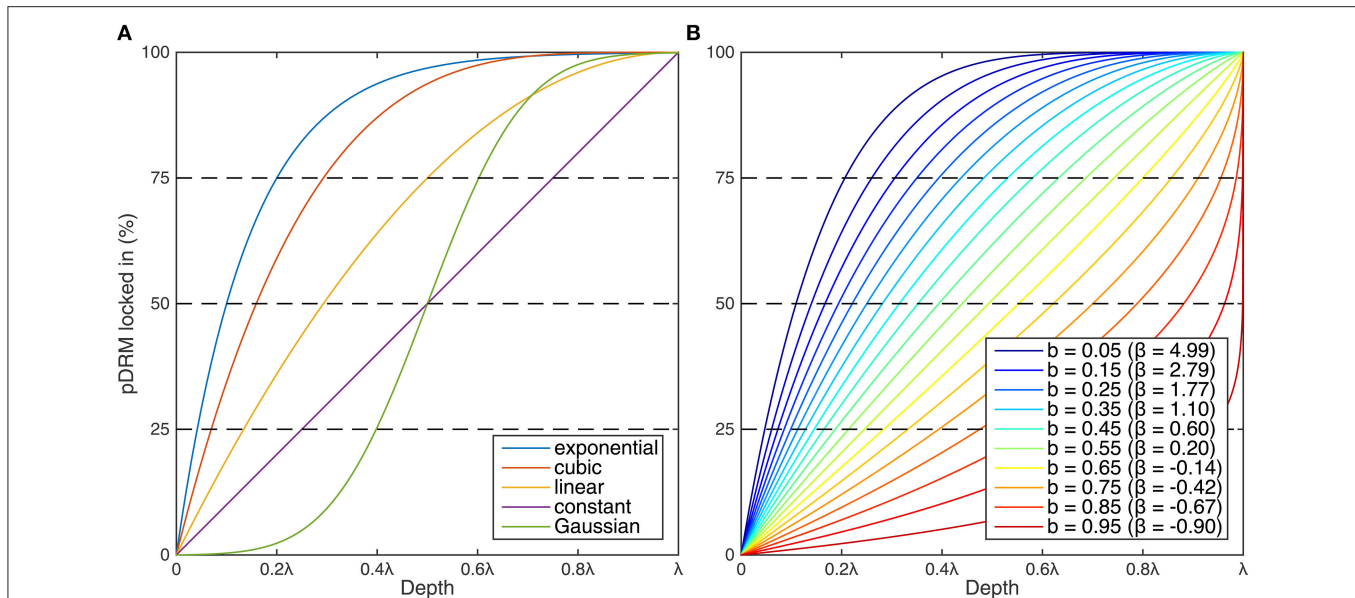 A
100
75
50
25
0
pDRM locked in (%)
exponential
cubic
linear
constant
Gaussian
0 0.2λ 0.4λ 0.6λ 0.8λ λ
Depth
B
100
75
50
25
0
b = 0.05 (β = 4.99)
b = 0.15 (β = 2.79)
b = 0.25 (β = 1.77)
b = 0.35 (β = 1.10)
b = 0.45 (β = 0.60)
b = 0.55 (β = 0.20)
b = 0.65 (β = -0.14)
b = 0.75 (β = -0.42)
b = 0.85 (β = -0.67)
b = 0.95 (β = -0.90)
0 0.2λ 0.4λ 0.6λ 0.8λ λ
Depth